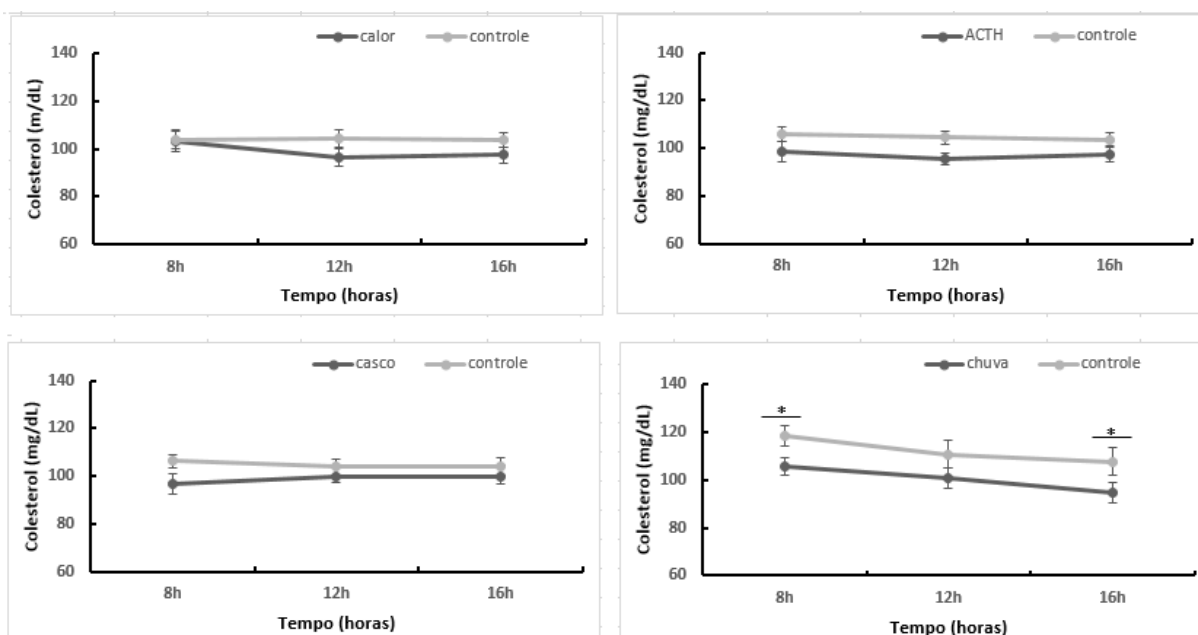 calor controle
Colesterol (m/dL)
140
120
100
80
60
8h 12h 16h
Tempo (horas)
ACTH controle
Colesterol (mg/dL)
140
120
100
80
60
8h 12h 16h
Tempo (horas)
casco controle
Colesterol (mg/dL)
140
120
100
80
60
8h 12h 16h
Tempo (horas)
chuva controle
Colesterol (mg/dL)
140
120
100
80
60
* *
8h 12h 16h
Tempo (horas)